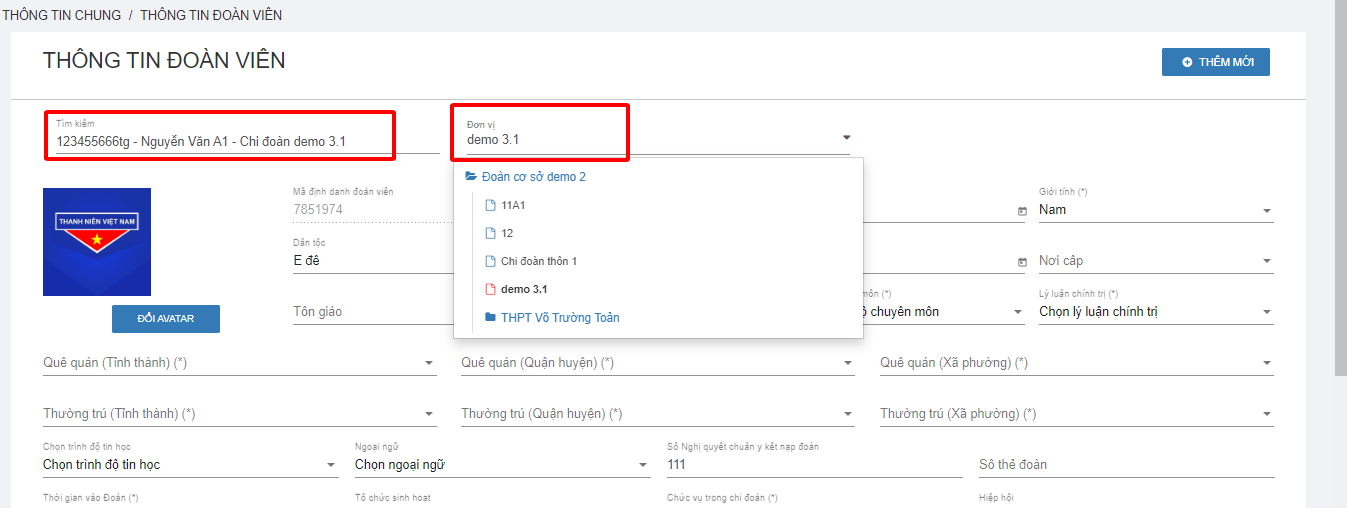 THÔNG TIN CHUNG / THÔNG TIN ĐOÀN VIÊN
THÔNG TIN ĐOÀN VIÊN
THÊM MỚI
Tìm kiếm
123455666tg - Nguyễn Văn A1 - Chi đoàn demo 3.1
Đơn vị
demo 3.1
Đoàn cơ sở demo 2
11A1
12
Chi đoàn thôn 1
demo 3.1
THPT Võ Trường Toản
THANH NIÊN VIỆT NAM
ĐỔI AVATAR
Mã định danh đoàn viên
7851974
Giới tính (*)
Nam
Dân tộc
E đê
Nơi cấp
Tôn giáo
môn (*)
chuyên môn
Lý luận chính trị (*)
Chọn lý luận chính trị
Quê quán (Tỉnh thành) (*)
Quê quán (Quận huyện) (*)
Quê quán (Xã phường) (*)
Thường trú (Tỉnh thành) (*)
Thường trú (Quận huyện) (*)
Thường trú (Xã phường) (*)
Chọn trình độ tin học
Chọn trình độ tin học
Ngoại ngữ
Chọn ngoại ngữ
Số Nghị quyết chuẩn y kết nạp đoàn
111
Số thẻ đoàn
Thời gian vào Đoàn (*)
Tổ chức sinh hoạt
Chức vụ trong chi đoàn (*)
Hiệp hội